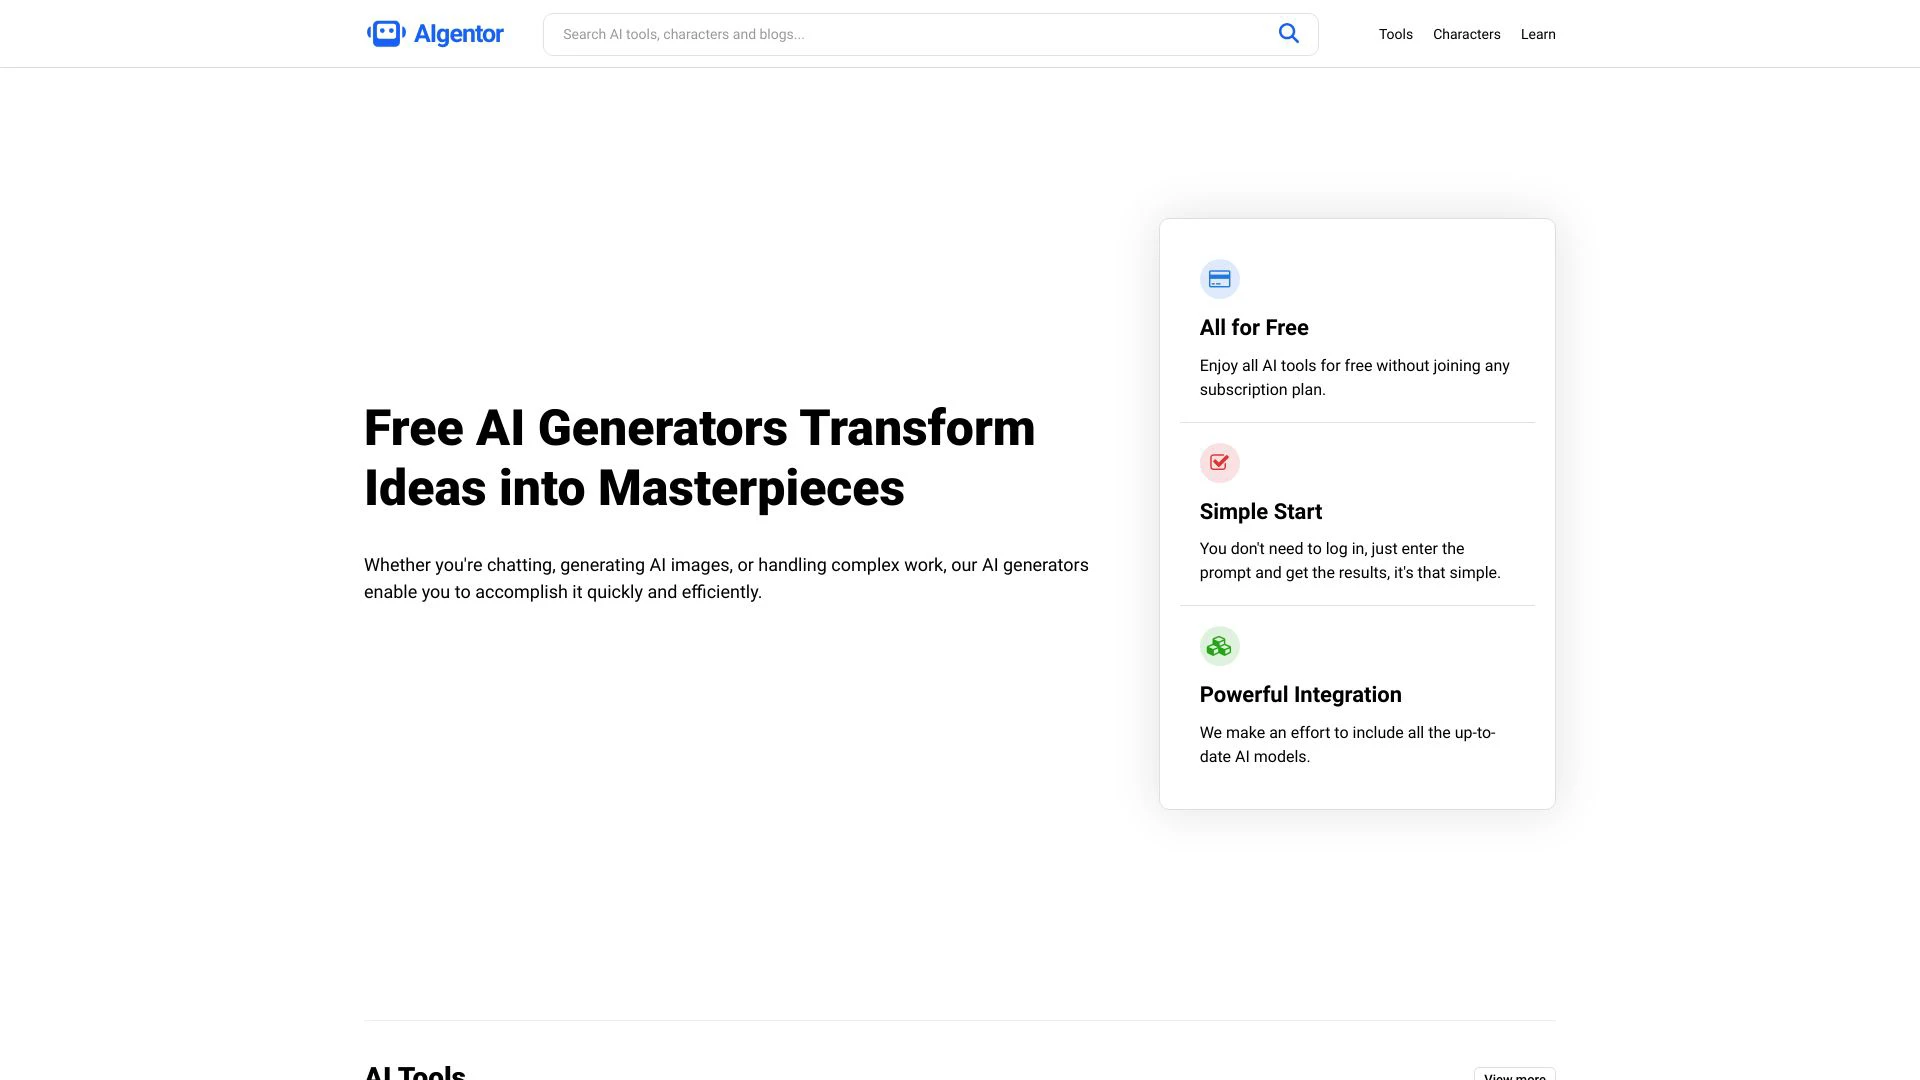 AIgentor
Search AI tools, characters and blogs...
Tools
Characters
Learn
Free AI Generators Transform
Ideas into Masterpieces
Whether you're chatting, generating AI images, or handling complex work, our AI generators
enable you to accomplish it quickly and efficiently.
All for Free
Enjoy all AI tools for free without joining any
subscription plan.
Simple Start
You don't need to log in, just enter the
prompt and get the results, it's that simple.
Powerful Integration
We make an effort to include all the up-to-
date AI models.
AI Tools
View more